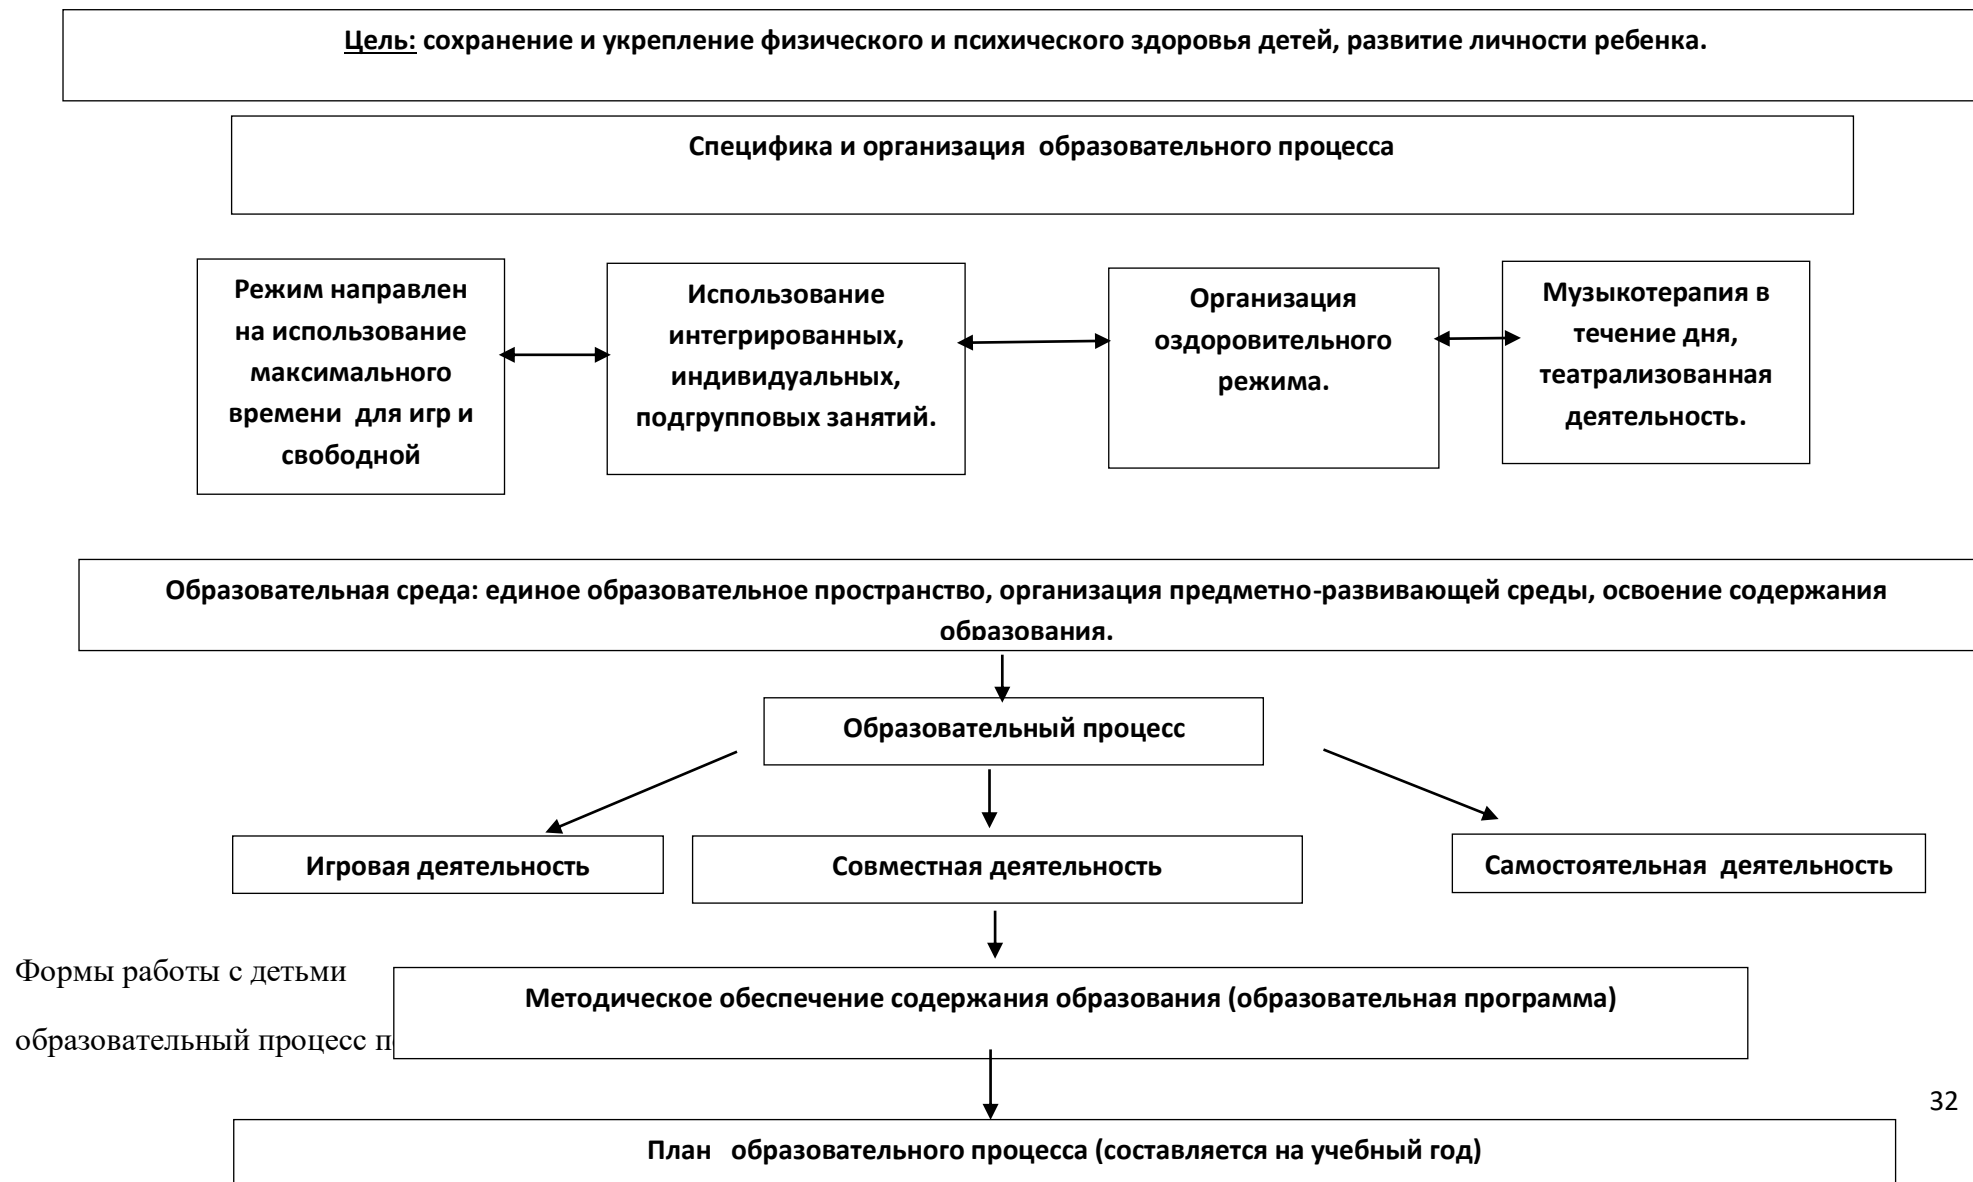 Цель: сохранение и укрепление физического и психического здоровья детей, развитие личности ребенка.
Специфика и организация  образовательного процесса
Режим направлен
на использование
максимального
времени  для игр и
свободной
Использование
интегрированных,
индивидуальных,
подгрупповых занятий.
Организация
оздоровительного
режима.
Музыкотерапия в
течение дня,
театрализованная
деятельность.
Образовательная среда: единое образовательное пространство, организация предметно-развивающей среды, освоение содержания
образования.
Образовательный процесс
Игровая деятельность
Совместная деятельность
Самостоятельная  деятельность
Формы работы с детьми
образовательный процесс
Методическое обеспечение содержания образования (образовательная программа)
32
План   образовательного процесса (составляется на учебный год)